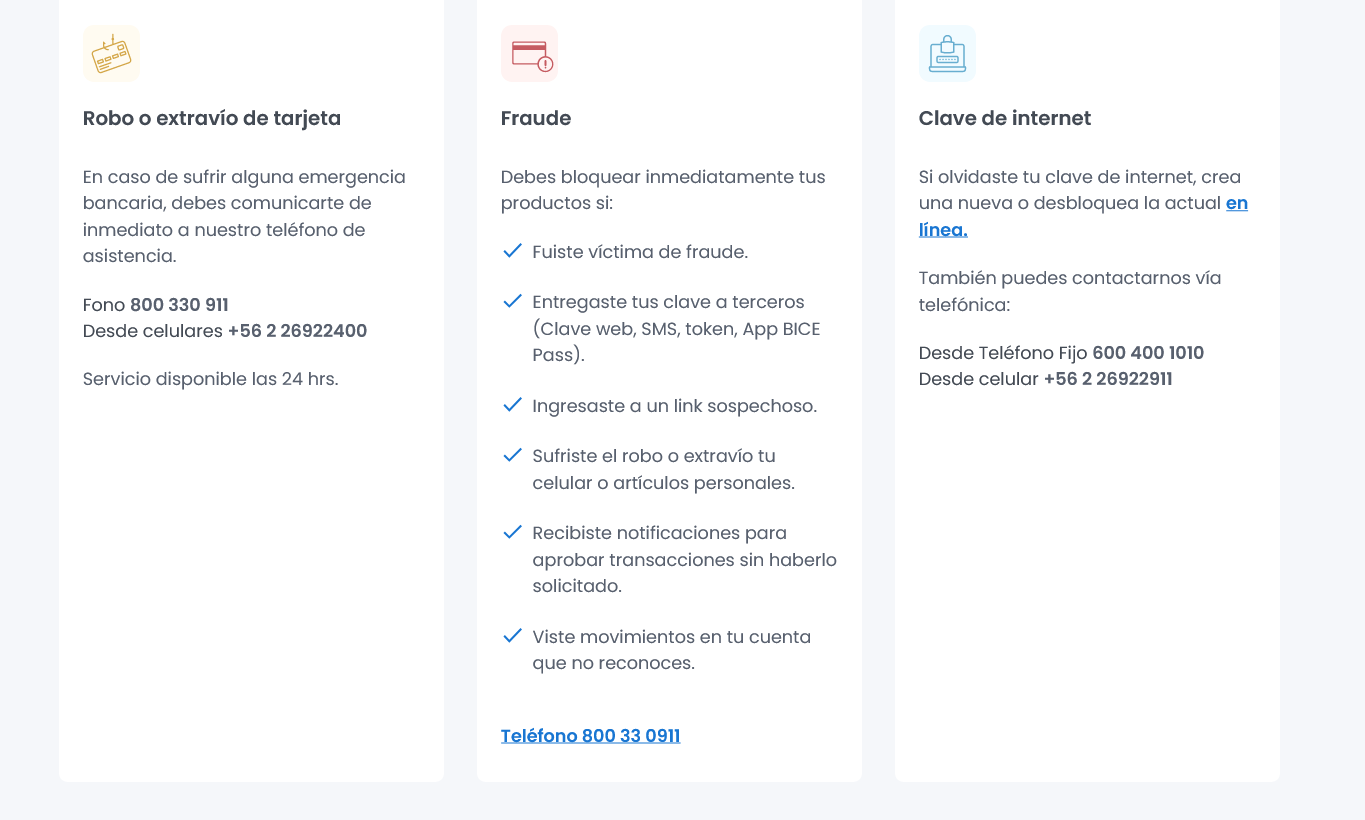 Robo o extravío de tarjeta
En caso de sufrir alguna emergencia
bancaria, debes comunicarte de
inmediato a nuestro teléfono de
asistencia.
Fono 800 330 911
Desde celulares +56 2 26922400
Servicio disponible las 24 hrs.
Fraude
Debes bloquear inmediatamente tus
productos si:
Fuiste víctima de fraude.
Entregaste tus clave a terceros
(Clave web, SMS, token, App BICE
Pass).
Ingresaste a un link sospechoso.
Sufriste el robo o extravío tu
celular o artículos personales.
Recibiste notificaciones para
aprobar transacciones sin haberlo
solicitado.
Viste movimientos en tu cuenta
que no reconoces.
Teléfono 800 33 0911
Clave de internet
Si olvidaste tu clave de internet, crea
una nueva o desbloquea la actual en
línea.
También puedes contactarnos vía
telefónica:
Desde Teléfono Fijo 600 400 1010
Desde celular +56 2 26922911